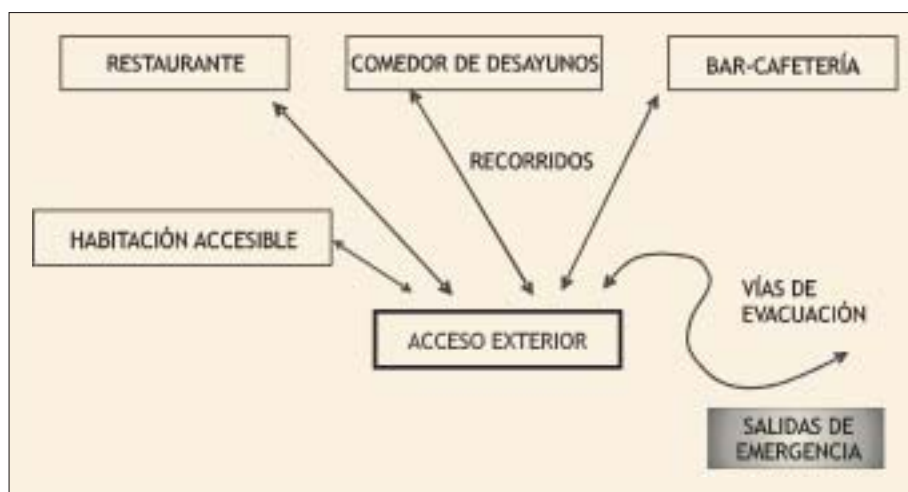 RESTAURANTE
COMEDOR DE DESAYUNOS
BAR-CAFETERÍA
RECORRIDOS
HABITACIÓN ACCESIBLE
VÍAS DE
EVACUACIÓN
ACCESO EXTERIOR
SALIDAS DE
EMERGENCIA